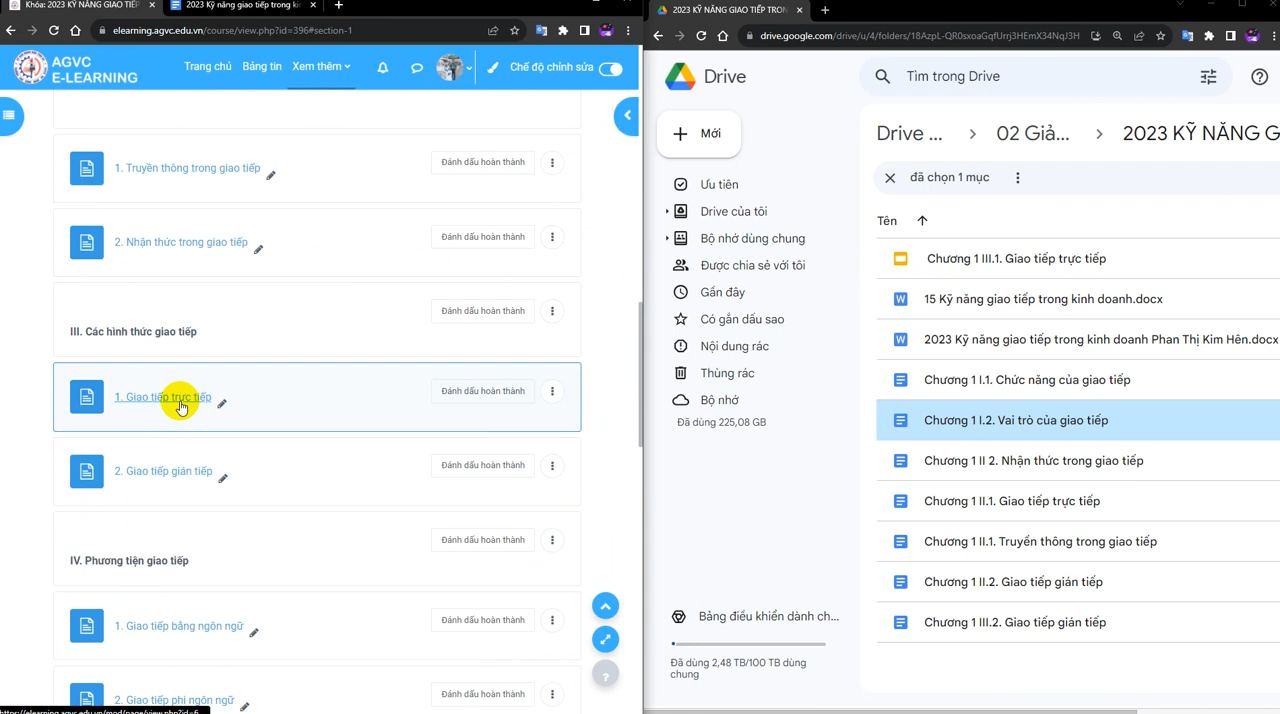 Khóa: 2023 KỸ NĂNG GIAO TIẾP
2023 Kỹ năng giao tiếp trong ki
elearning.agvc.edu.vn/course/view.php?id=396#section-1
AGVC
E-LEARNING
Trang chủ
Bảng tin
Xem thêm
Chế độ chỉnh sửa
1. Truyền thông trong giao tiếp
Đánh dấu hoàn thành
2. Nhận thức trong giao tiếp
Đánh dấu hoàn thành
Đánh dấu hoàn thành
III. Các hình thức giao tiếp
1. Giao tiếp trực tiếp
Đánh dấu hoàn thành
2. Giao tiếp gián tiếp
Đánh dấu hoàn thành
Đánh dấu hoàn thành
IV. Phương tiện giao tiếp
1. Giao tiếp bằng ngôn ngữ
Đánh dấu hoàn thành
2. Giao tiếp phi ngôn ngữ
Đánh dấu hoàn thành
https://elearning.agvc.edu.vn/mod/page/view.php?id=6
2023 KỸ NĂNG GIAO TIẾP TRON
drive.google.com/drive/u/4/folders/18AzpL-QR0sxoaGqfUrrj3HEmX34NqJ3H
Drive
Tìm trong Drive
Mới
Ưu tiên
Drive của tôi
Bộ nhớ dùng chung
Được chia sẻ với tôi
Gần đây
Có gắn dấu sao
Nội dung rác
Thùng rác
Bộ nhớ
Đã dùng 225,08 GB
Bảng điều khiển dành ch...
Đã dùng 2,48 TB/100 TB dùng
chung
Drive ... > 02 Giả... > 2023 KỸ NĂNG G
đã chọn 1 mục
Tên
Chương 1 III.1. Giao tiếp trực tiếp
15 Kỹ năng giao tiếp trong kinh doanh.docx
2023 Kỹ năng giao tiếp trong kinh doanh Phan Thị Kim Hên.docx
Chương 1 I.1. Chức năng của giao tiếp
Chương 1 I.2. Vai trò của giao tiếp
Chương 1 II 2. Nhận thức trong giao tiếp
Chương 1 II.1. Giao tiếp trực tiếp
Chương 1 II.1. Truyền thông trong giao tiếp
Chương 1 II.2. Giao tiếp gián tiếp
Chương 1 III.2. Giao tiếp gián tiếp